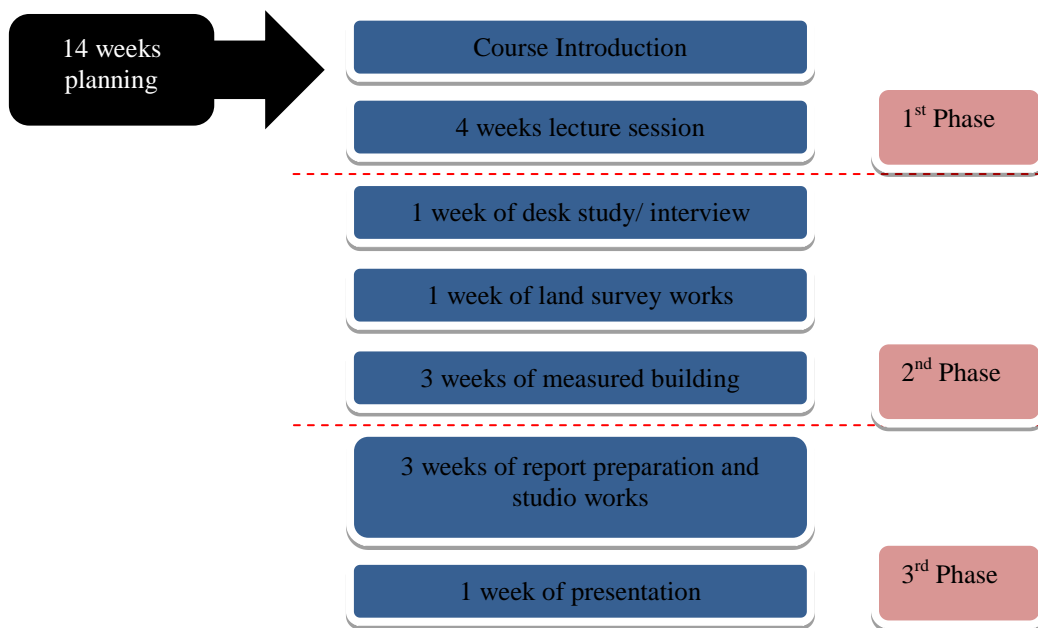 14 weeks
planning
Course Introduction
4 weeks lecture session
1st Phase
1 week of desk study/ interview
1 week of land survey works
3 weeks of measured building
2nd Phase
3 weeks of report preparation and
studio works
1 week of presentation
3rd Phase